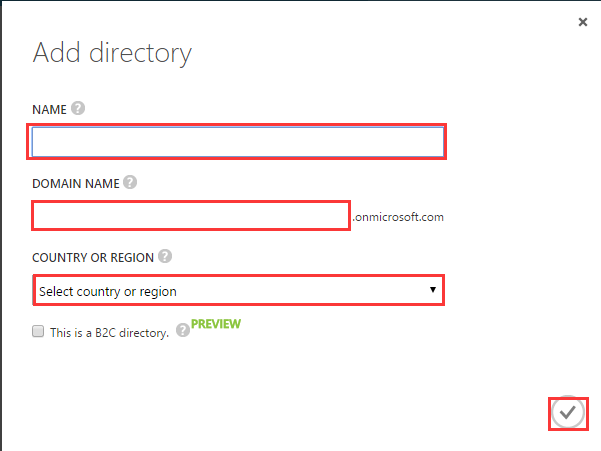 Add directory
NAME ?
DOMAIN NAME ?
.onmicrosoft.com
COUNTRY OR REGION ?
Select country or region
This is a B2C directory. ? PREVIEW